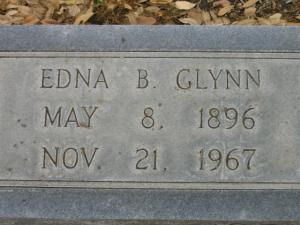 EDNA B. GLYNN
MAY 8, 1896
NOV. 21, 1967